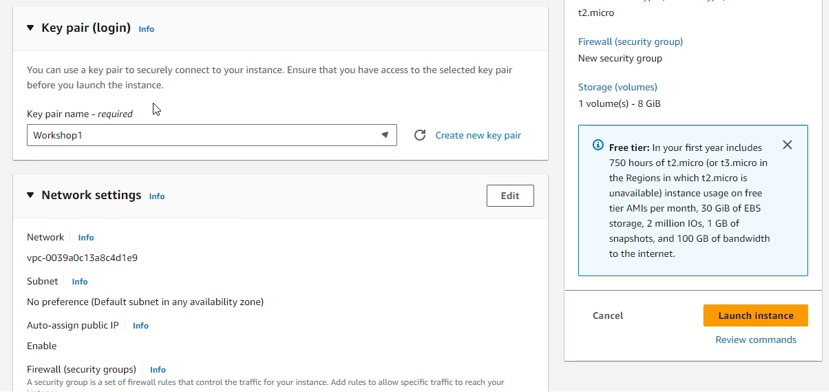 Key pair (login) Info
You can use a key pair to securely connect to your instance. Ensure that you have access to the selected key pair
before you launch the instance.
Key pair name - required
Workshop1
Create new key pair
Network settings Info
Edit
Network Info
vpc-0039a0c13a8c4d1e9
Subnet Info
No preference (Default subnet in any availability zone)
Auto-assign public IP Info
Enable
Firewall (security groups) Info
A security group is a set of firewall rules that control the traffic for your instance. Add rules to allow specific traffic to reach your
t2.micro
Firewall (security group)
New security group
Storage (volumes)
1 volume(s) - 8 GiB
Free tier: In your first year includes
750 hours of t2.micro (or t3.micro in
the Regions in which t2.micro is
unavailable) instance usage on free
tier AMIs per month, 30 GiB of EBS
storage, 2 million IOs, 1 GB of
snapshots, and 100 GB of bandwidth
to the internet.
Cancel
Launch instance
Review commands